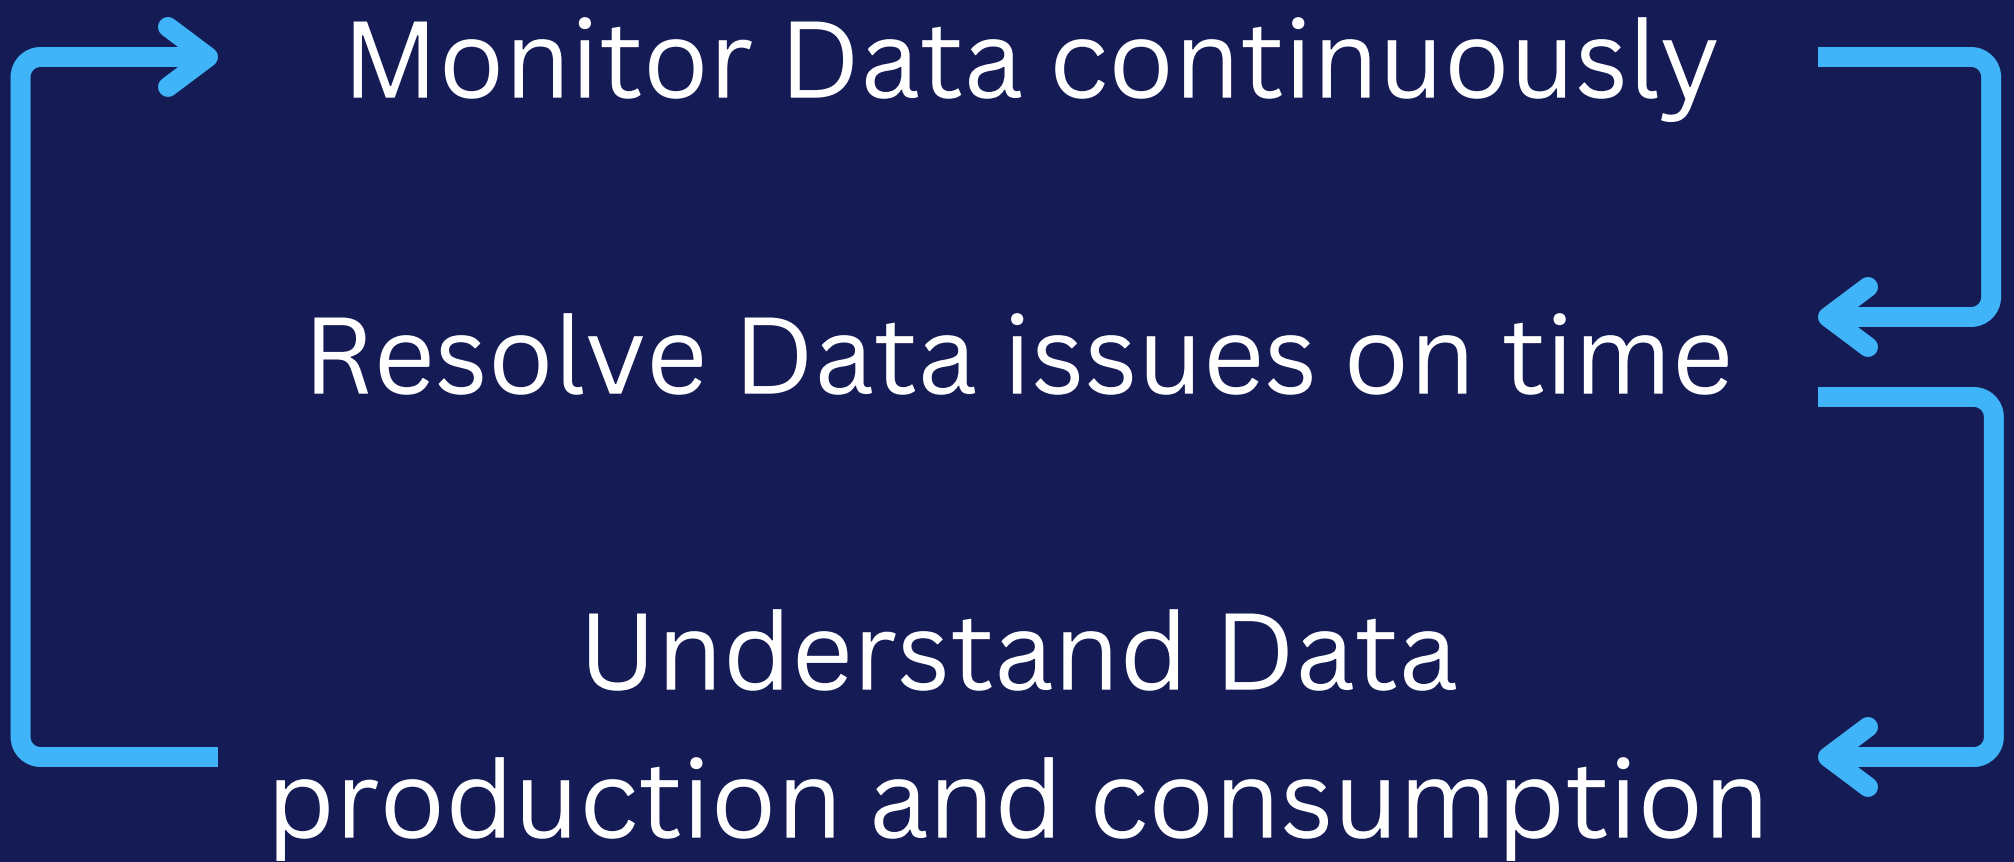 Monitor Data continuously
Resolve Data issues on time
Understand Data
production and consumption